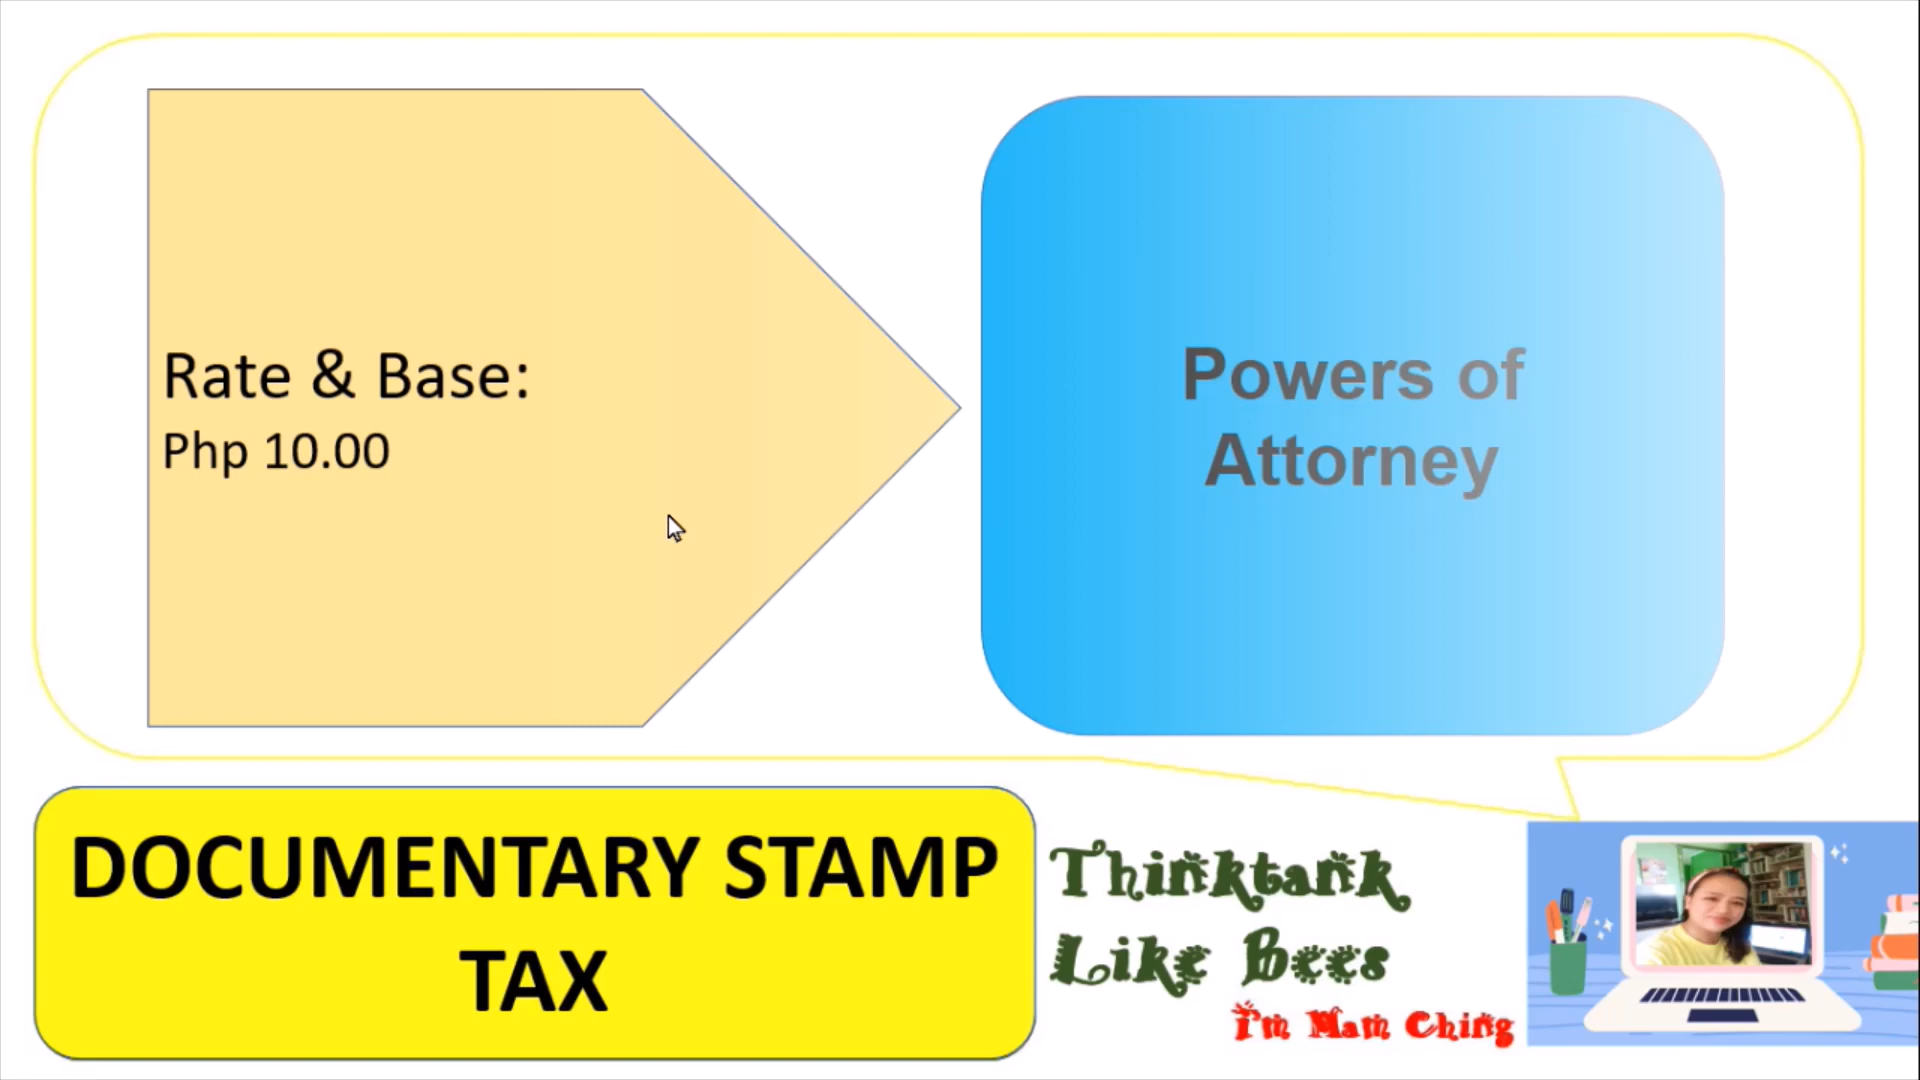 Rate & Base:
Php 10.00
Powers of
Attorney
DOCUMENTARY STAMP
TAX
Thinktank
Like Bees
I'm Mam Ching